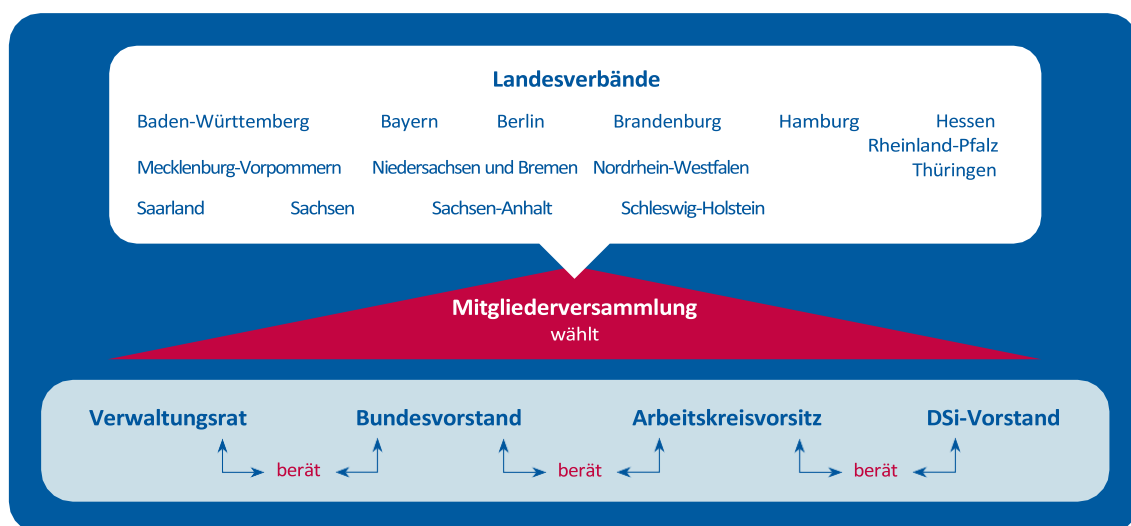 Landesverbände
Baden-Württemberg Bayern Berlin Brandenburg Hamburg Hessen
Mecklenburg-Vorpommern Niedersachsen und Bremen Nordrhein-Westfalen Rheinland-Pfalz
Thüringen
Saarland Sachsen Sachsen-Anhalt Schleswig-Holstein
Mitgliederversammlung
wählt
Verwaltungsrat Bundesvorstand Arbeitskreisvorsitz DSi-Vorstand
berät berät berät